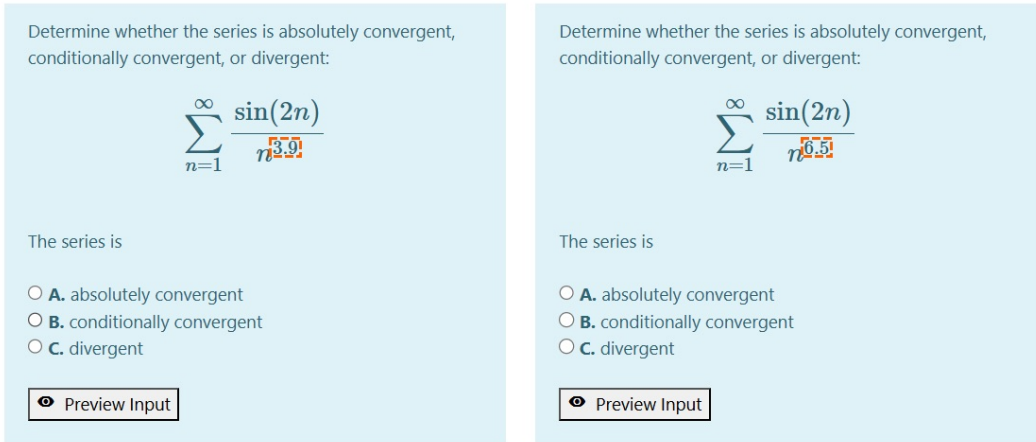 Determine whether the series is absolutely convergent,
conditionally convergent, or divergent:
∞
∑
n=1
sin(2n)
n^3.9
The series is
A. absolutely convergent
B. conditionally convergent
C. divergent
Preview Input
Determine whether the series is absolutely convergent,
conditionally convergent, or divergent:
∞
∑
n=1
sin(2n)
n^6.5
The series is
A. absolutely convergent
B. conditionally convergent
C. divergent
Preview Input